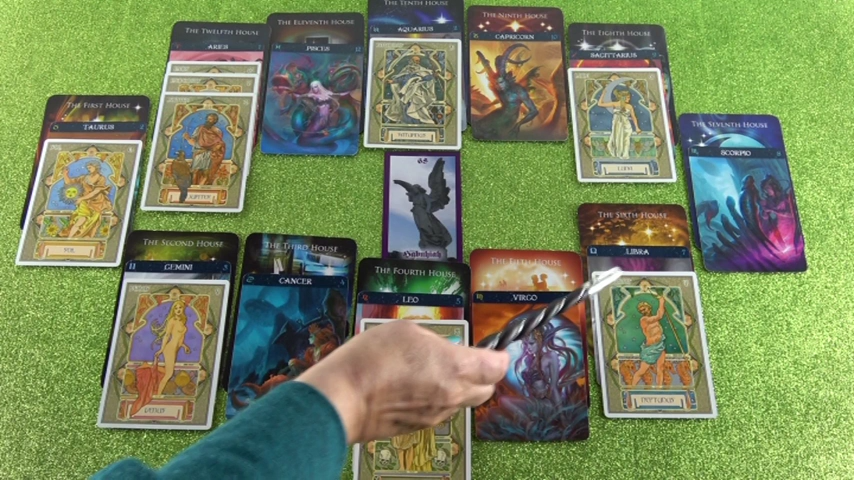 THE TWELFTH HOUSE
ARIES
THE ELEVENTH HOUSE
PISCES
THE TENTH HOUSE
AQUARIUS
THE NINTH HOUSE
CAPRICORN
THE EIGHTH HOUSE
SAGITTARIUS
THE FIRST HOUSE
TAURUS
SOL
JUPITER
SATURNUS
LUNA
THE SEVENTH HOUSE
SCORPIO
THE SECOND HOUSE
GEMINI
VENUS
THE THIRD HOUSE
CANCER
THE FOURTH HOUSE
LEO
THE FIFTH HOUSE
VIRGO
THE SIXTH HOUSE
LIBRA
NEPTUNUS